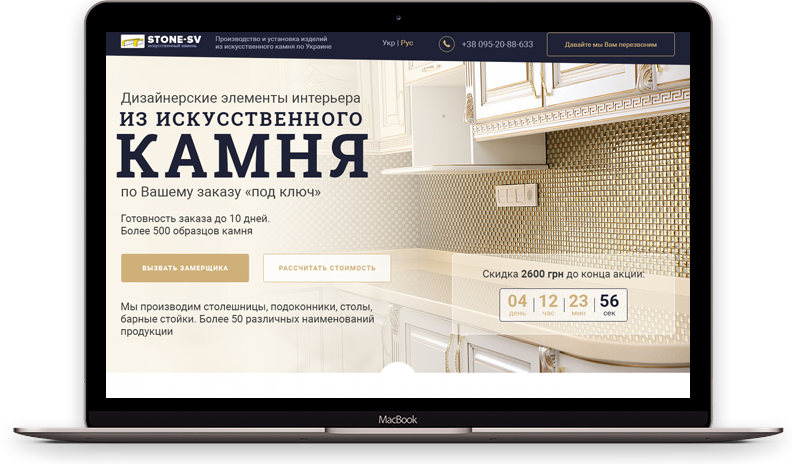 STONE-SV
искусственный камень
Производство и установка изделий
из искусственного камня по Украине
Укр | Рус
+38 095-20-88-633
Давайте мы Вам перезвоним
Дизайнерские элементы интерьера
ИЗ ИСКУССТВЕННОГО
КАМНЯ
по Вашему заказу «под ключ»
Готовность заказа до 10 дней.
Более 500 образцов камня
ВЫЗВАТЬ ЗАМЕРЩИКА
РАССЧИТАТЬ СТОИМОСТЬ
Скидка 2600 грн до конца акции:
04 | 12 | 23 | 56
день час мин сек
Мы производим столешницы, подоконники, столы,
барные стойки. Более 50 различных наименований
продукции
MacBook